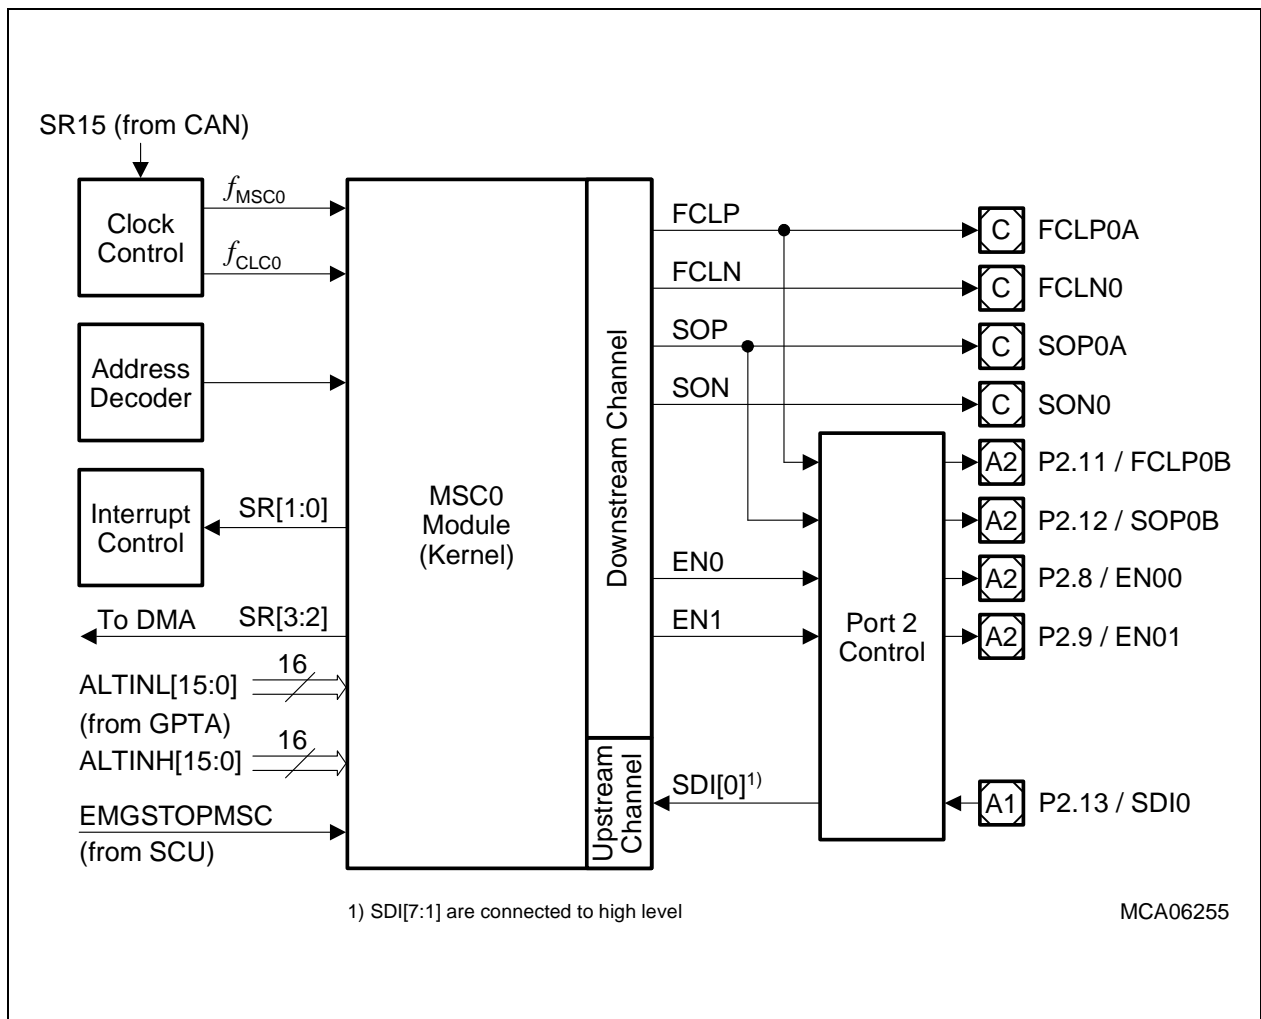 SR15 (from CAN)
Clock
Control
fMSC0
fCLC0
Address
Decoder
Interrupt
Control
SR[1:0]
To DMA
SR[3:2]
ALTINL[15:0]
16
(from GPTA)
ALTINH[15:0]
16
EMGSTOPMSC
(from SCU)
MSC0
Module
(Kernel)
Downstream Channel
Upstream
Channel
FCLP
FCLN
SOP
SON
EN0
EN1
SDI[0]1)
Port 2
Control
C FCLP0A
C FCLN0
C SOP0A
C SON0
A2 P2.11 / FCLP0B
A2 P2.12 / SOP0B
A2 P2.8 / EN00
A2 P2.9 / EN01
A1 P2.13 / SDI0
1) SDI[7:1] are connected to high level
MCA06255